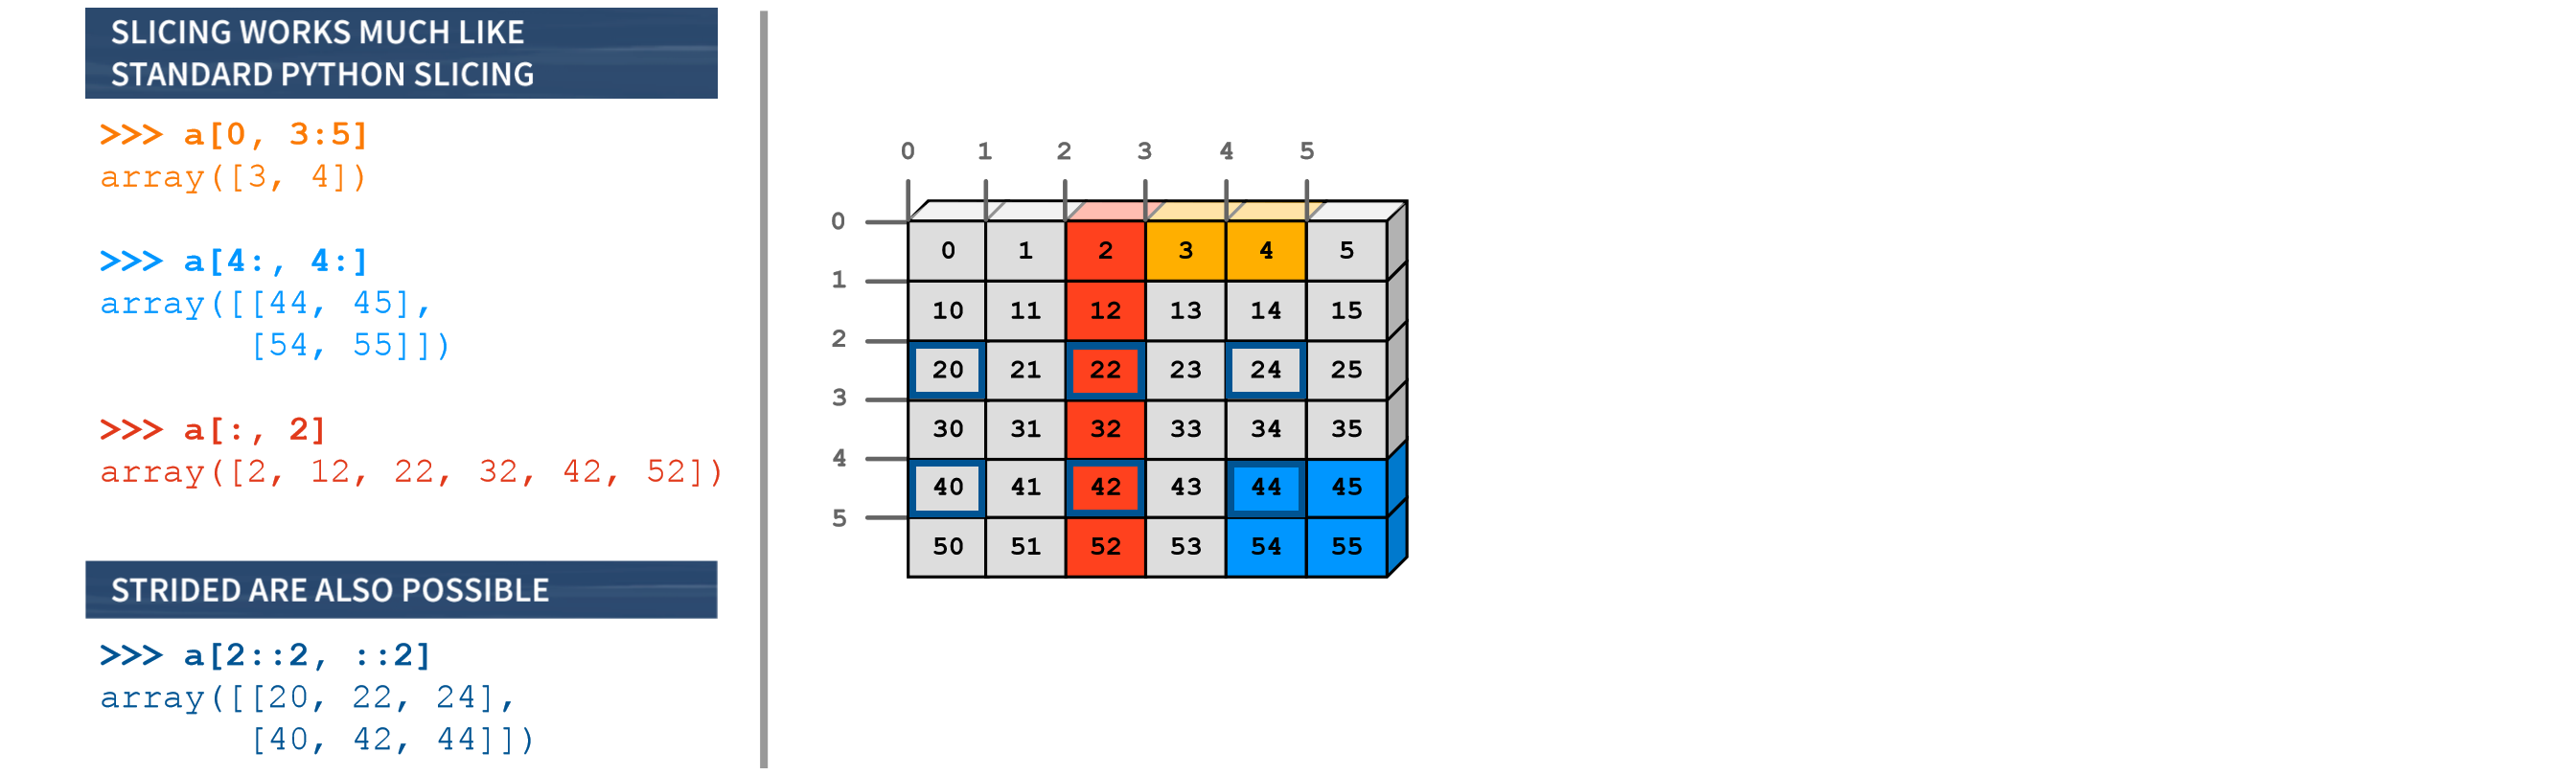 SLICING WORKS MUCH LIKE
STANDARD PYTHON SLICING
>>> a[0, 3:5]
array([3, 4])
>>> a[4:, 4:]
array([[44, 45],
[54, 55]])
>>> a[:, 2]
array([2, 12, 22, 32, 42, 52])
STRIDED ARE ALSO POSSIBLE
>>> a[2::2, ::2]
array([[20, 22, 24],
[40, 42, 44]])
0 1 2 3 4 5
0
0 1 2 3 4 5
1
10 11 12 13 14 15
2
20 21 22 23 24 25
3
30 31 32 33 34 35
4
40 41 42 43 44 45
5
50 51 52 53 54 55